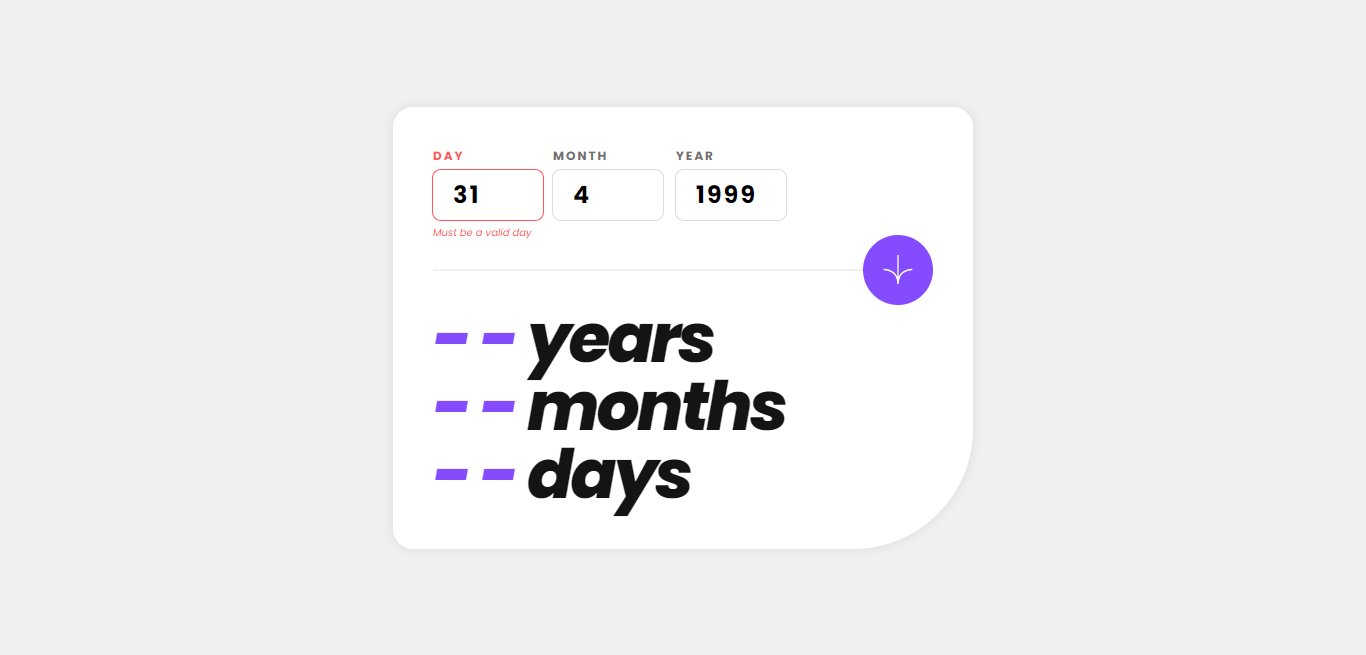 DAY MONTH YEAR
31 4 1999
Must be a valid day
-- years
-- months
-- days